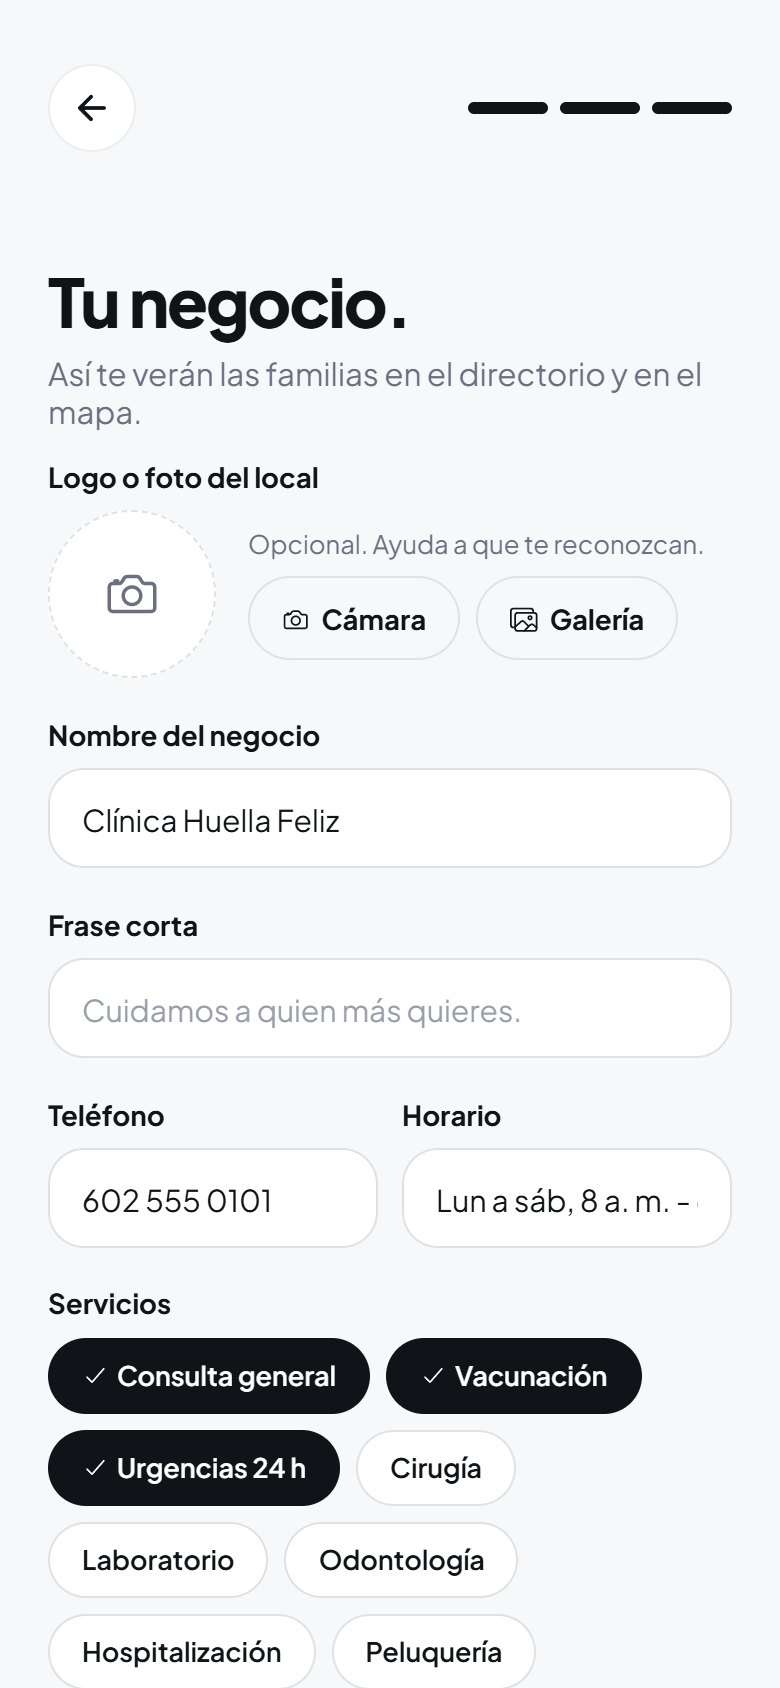 Tu negocio.
Así te verán las familias en el directorio y en el
mapa.
Logo o foto del local
Opcional. Ayuda a que te reconozcan.
Cámara
Galería
Nombre del negocio
Clínica Huella Feliz
Frase corta
Cuidamos a quien más quieres.
Teléfono
Horario
602 555 0101
Lun a sáb, 8 a. m. -
Servicios
Consulta general
Vacunación
Urgencias 24 h
Cirugía
Laboratorio
Odontología
Hospitalización
Peluquería